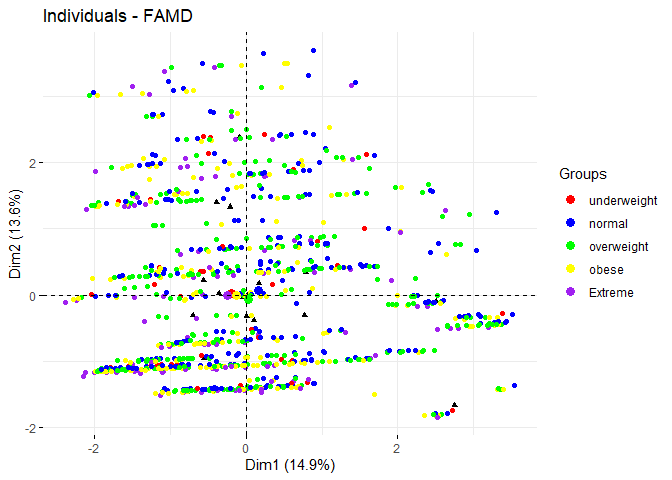 Individuals - FAMD
Dim2 (13.6%)
2
0
-2
-2
0
2
Dim1 (14.9%)
Groups
underweight
normal
overweight
obese
Extreme